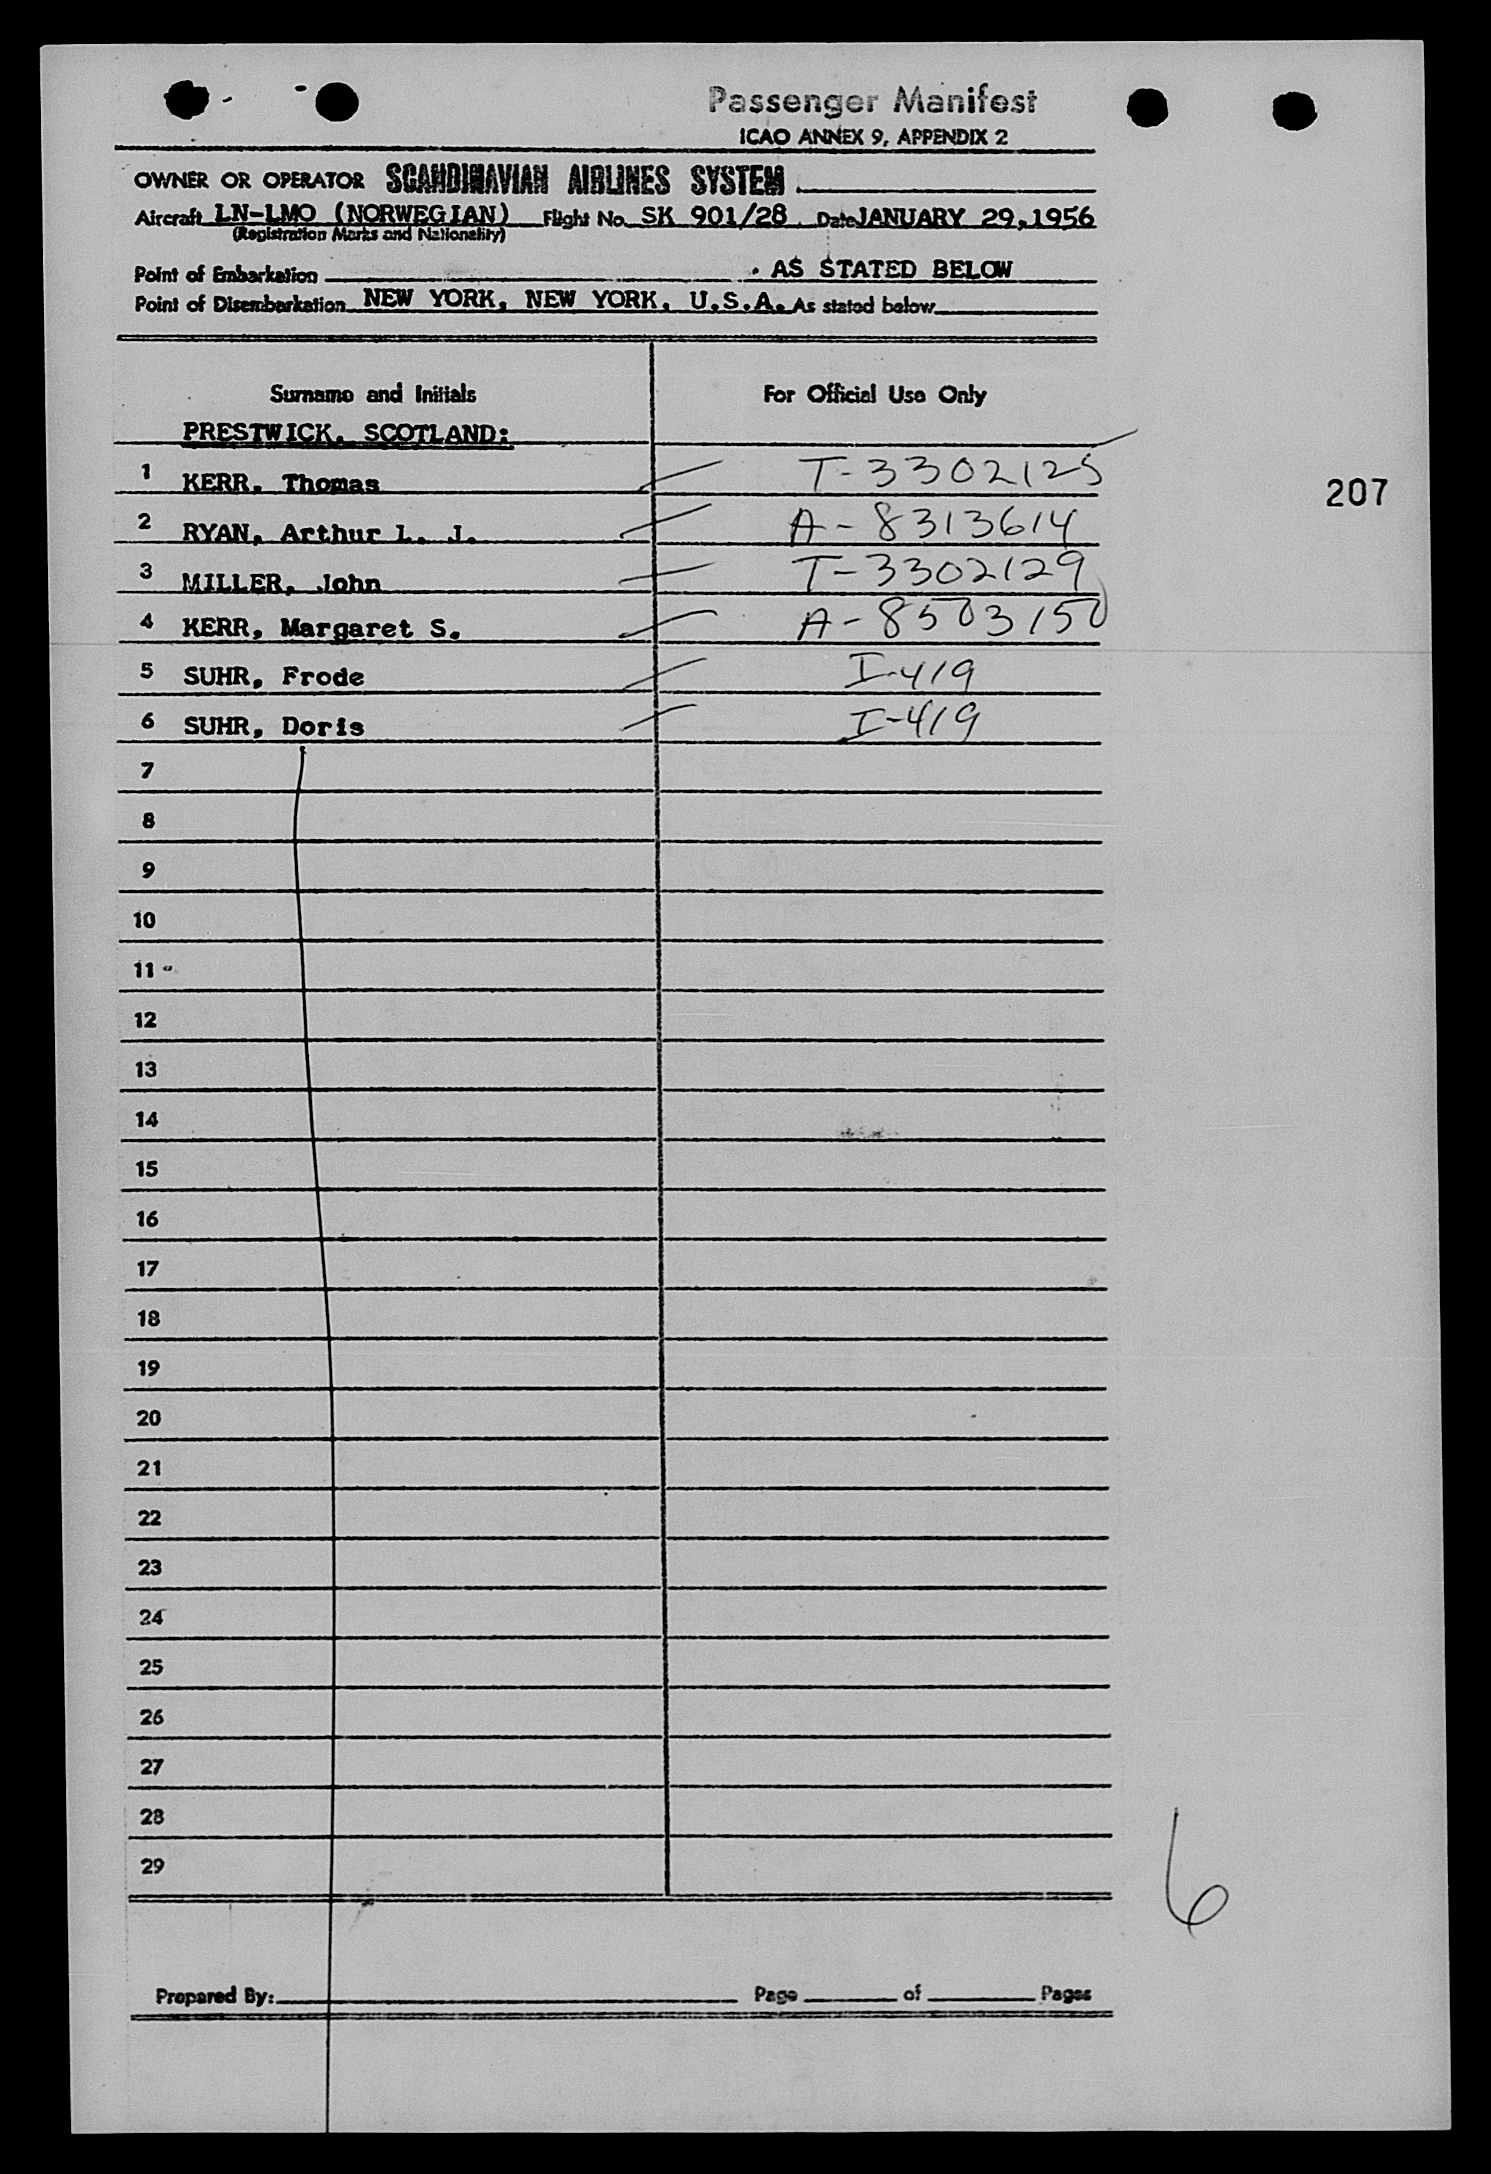 Passenger Manifest
ICAO ANNEX 9, APPENDIX 2
OWNER OR OPERATOR SCANDINAVIAN AIRLINES SYSTEM
Aircraft LN-LMO (NORWEGIAN) Flight No. SK 901/28 Date JANUARY 29,1956
(Registration Marks and Nationality)
Point of Embarkation AS STATED BELOW
Point of Disembarkation NEW YORK, NEW YORK, U.S.A. As stated below
Surname and Initials For Official Use Only
PRESTWICK, SCOTLAND:
1 KERR, Thomas T-3302125
207
2 RYAN, Arthur L. J. A-8313614
3 MILLER, John T-3302129
4 KERR, Margaret S. A-8503150
5 SUHR, Frode I-419
6 SUHR, Doris I-419
7
8
9
10
11
12
13
14
15
16
17
18
19
20
21
22
23
24
25
26
27
28
29
6
Prepared By: Page of Pages